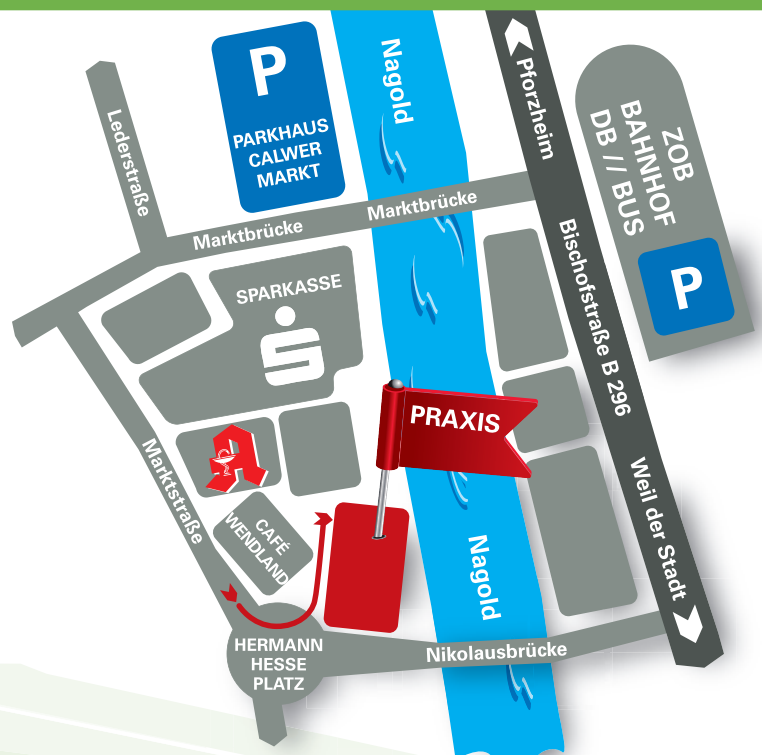 P
PARKHAUS
CALWER
MARKT
Nagold
Pforzheim
ZOB
BAHNHOF
DB // BUS
P
Lederstraße
Marktbrücke
Marktbrücke
Bischofstraße B 296
SPARKASSE
PRAXIS
A
Marktstraße
CAFÉ
WENDLAND
Weil der Stadt
Nagold
HERMANN
HESSE
PLATZ
Nikolausbrücke